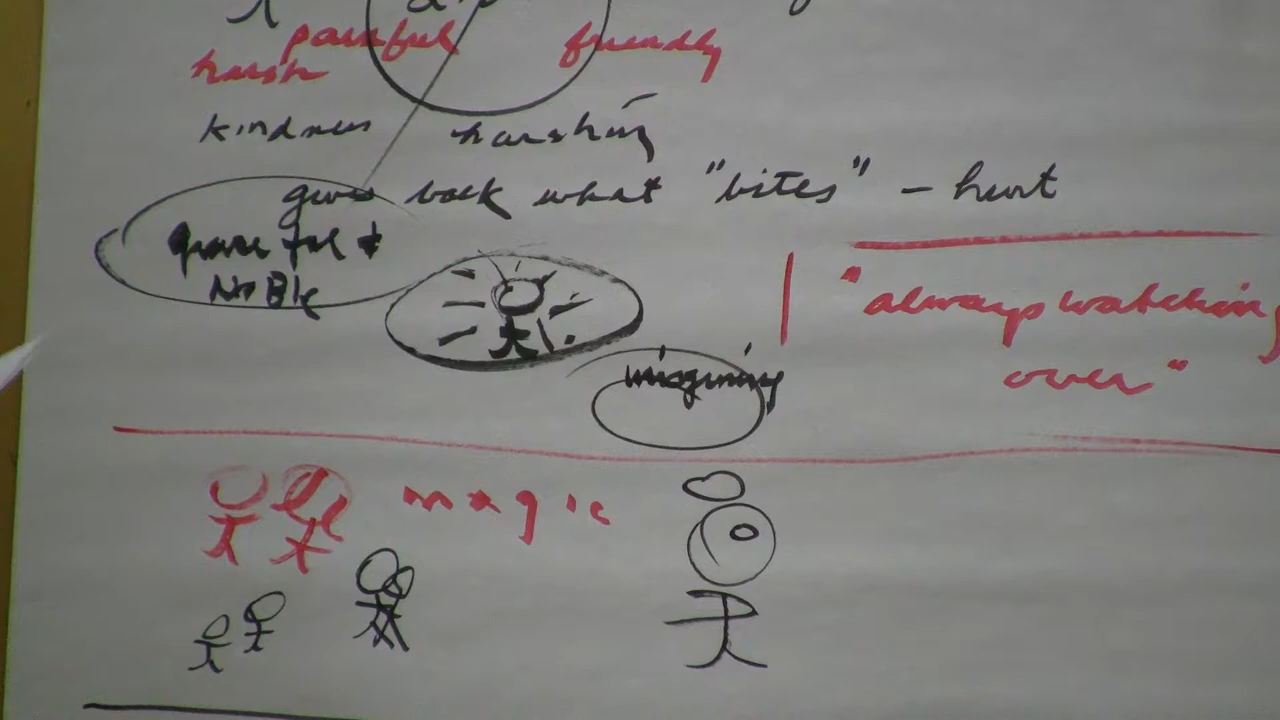 painful friendly
harsh
kindness harshing
gives back what "bites" - hurt
graceful &
NoBle
"always watching
over"
imagining
magic